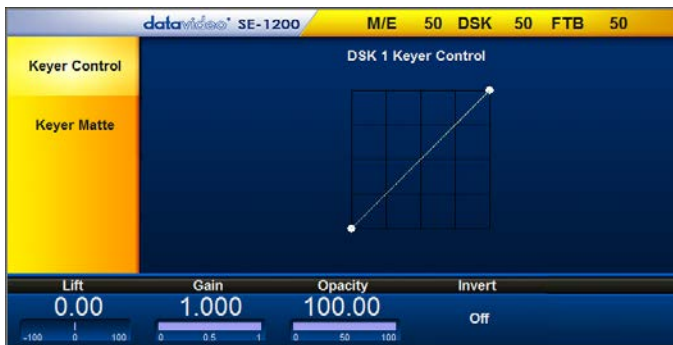 datavideo SE-1200 M/E 50 DSK 50 FTB 50
Keyer Control
DSK 1 Keyer Control
Keyer Matte
Lift Gain Opacity Invert
0.00 1.000 100.00 Off
-100 0 100 0 0.5 1 0 50 100